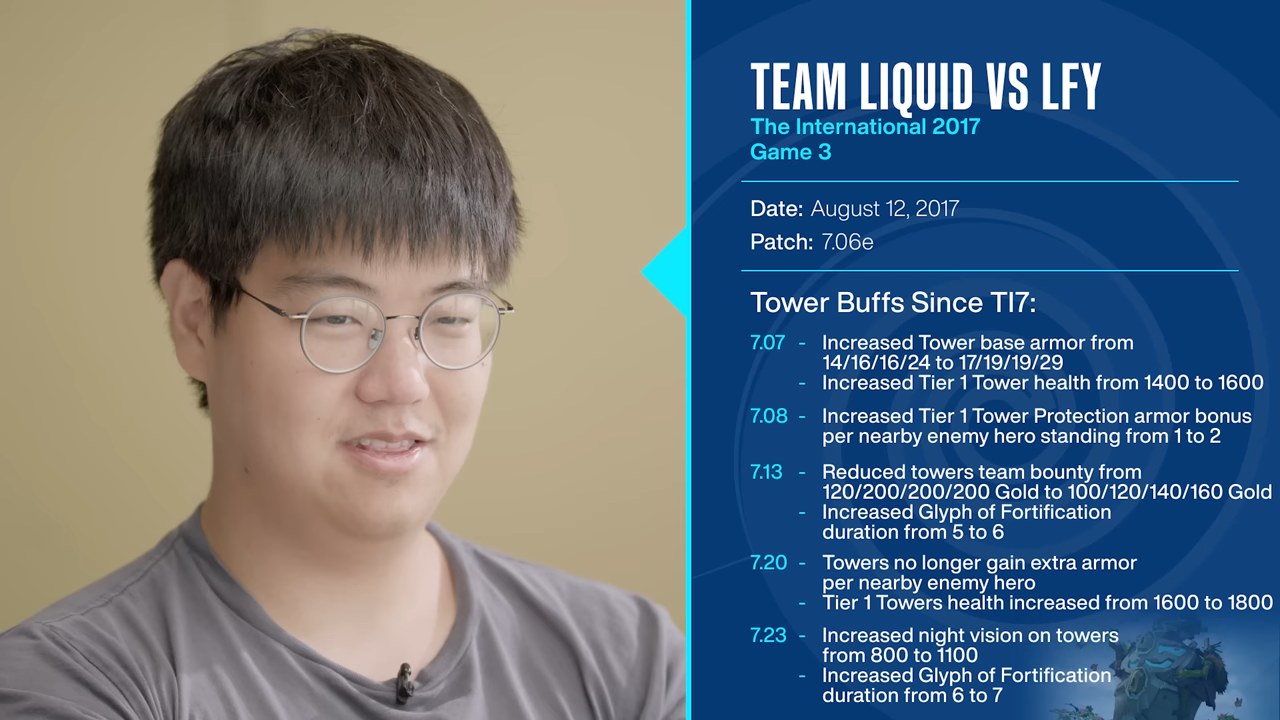 TEAM LIQUID VS LFY
The International 2017
Game 3
Date: August 12, 2017
Patch: 7.06e
Tower Buffs Since TI7:
7.07 - Increased Tower base armor from
14/16/16/24 to 17/19/19/29
- Increased Tier 1 Tower health from 1400 to 1600
7.08 - Increased Tier 1 Tower Protection armor bonus
per nearby enemy hero standing from 1 to 2
7.13 - Reduced towers team bounty from
120/200/200/200 Gold to 100/120/140/160 Gold
- Increased Glyph of Fortification
duration from 5 to 6
7.20 - Towers no longer gain extra armor
per nearby enemy hero
- Tier 1 Towers health increased from 1600 to 1800
7.23 - Increased night vision on towers
from 800 to 1100
- Increased Glyph of Fortification
duration from 6 to 7